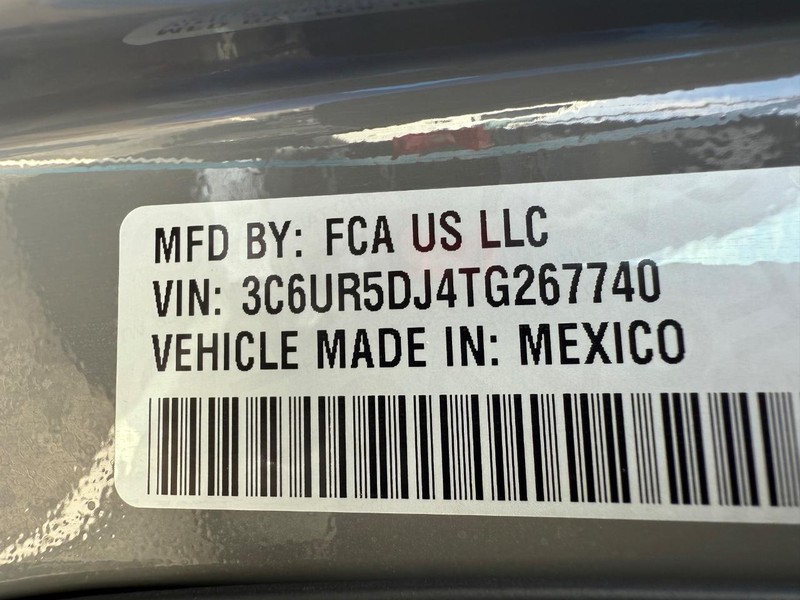 MFD BY: FCA US LLC
VIN: 3C6UR5DJ4TG267740
VEHICLE MADE IN: MEXICO